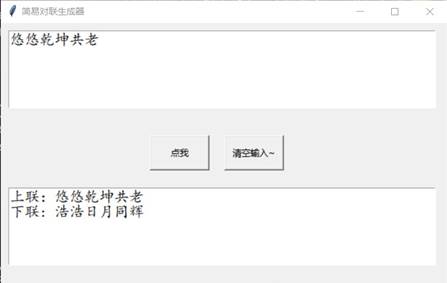 简易对联生成器
悠悠乾坤共老
点我
清空输入~
上联：悠悠乾坤共老
下联：浩浩日月同辉